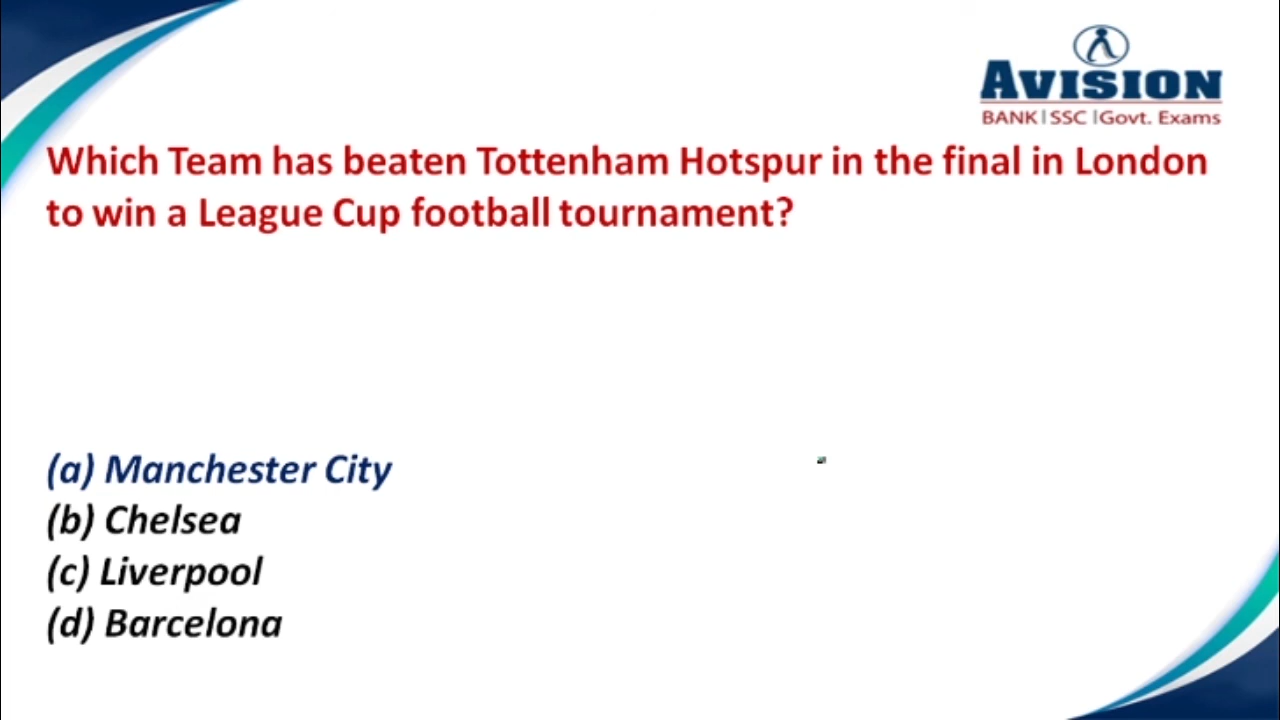 AVISION
BANK | SSC | Govt. Exams
Which Team has beaten Tottenham Hotspur in the final in London
to win a League Cup football tournament?
(a) Manchester City
(b) Chelsea
(c) Liverpool
(d) Barcelona